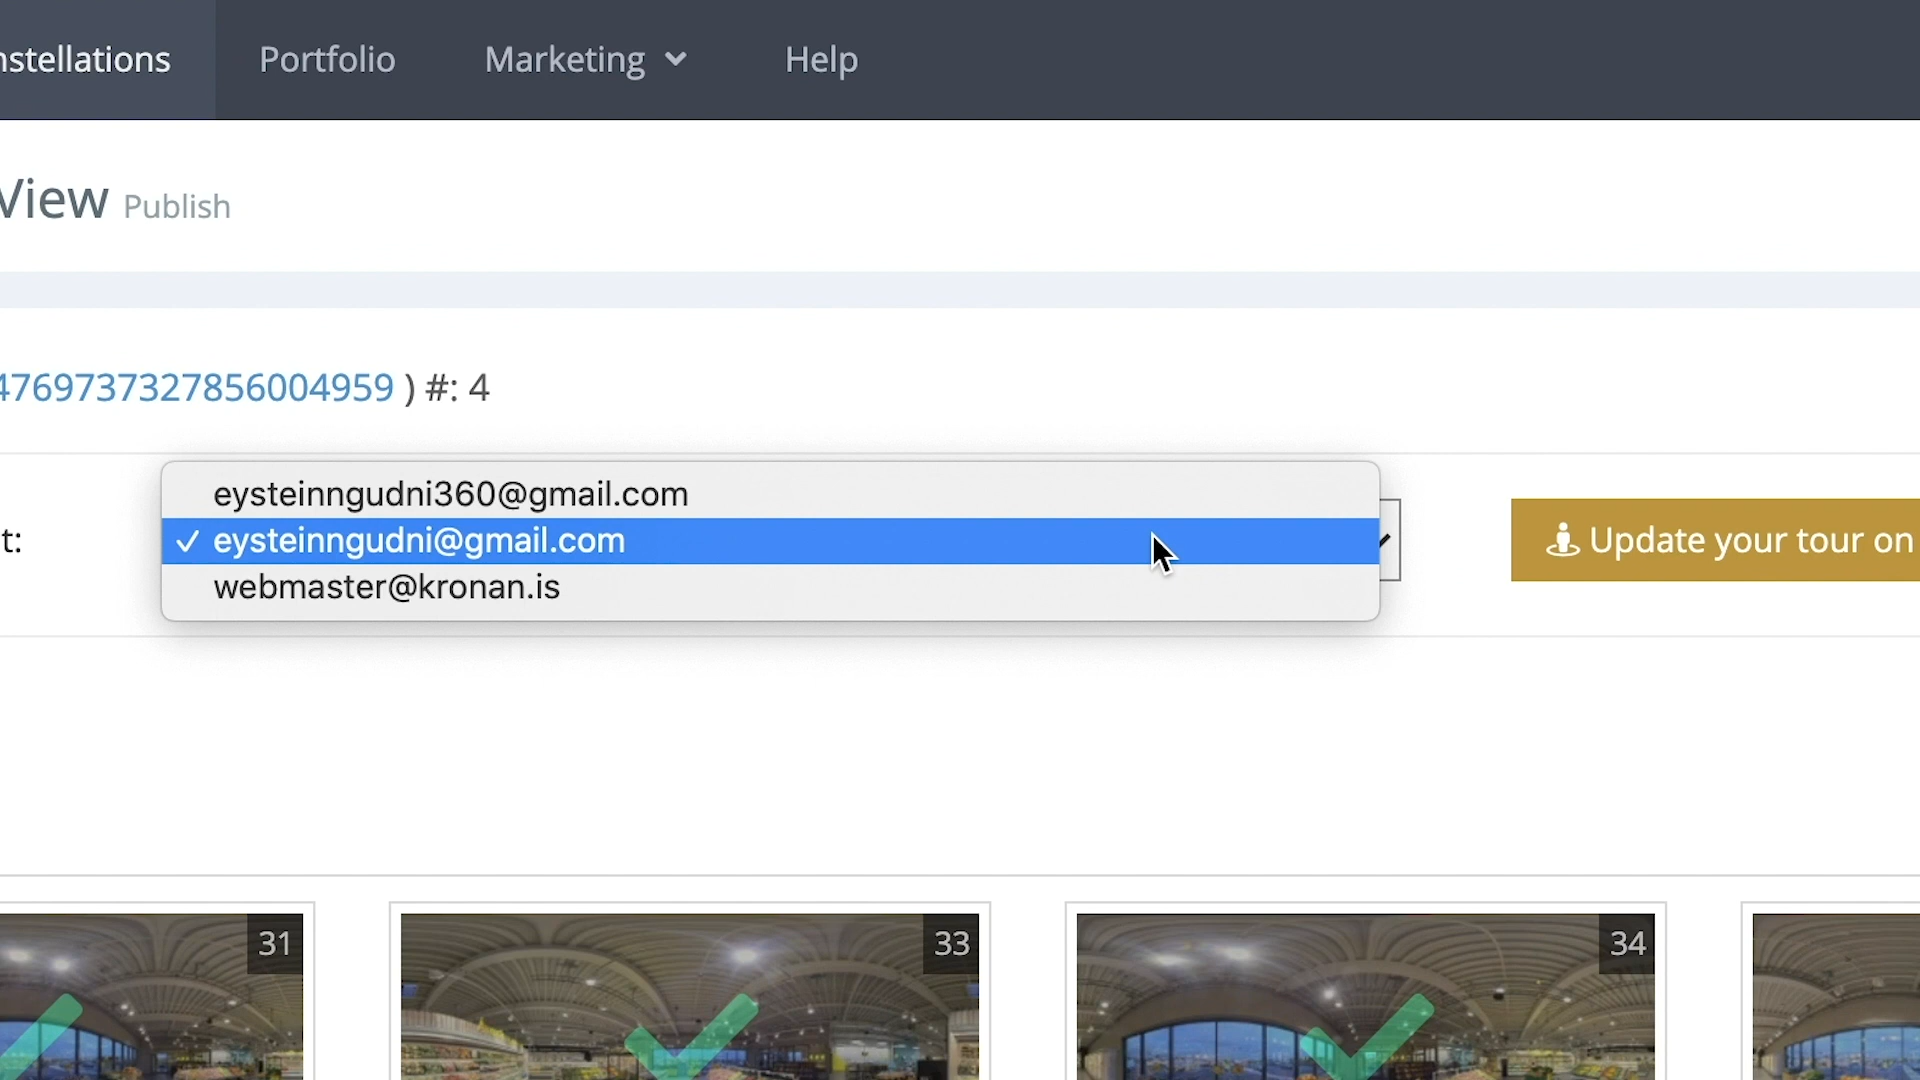 nstellations Portfolio Marketing Help
View Publish
4769737327856004959 ) #: 4
eysteinngudni360@gmail.com
t: ✓ eysteinngudni@gmail.com Update your tour on
webmaster@kronan.is
31 33 34